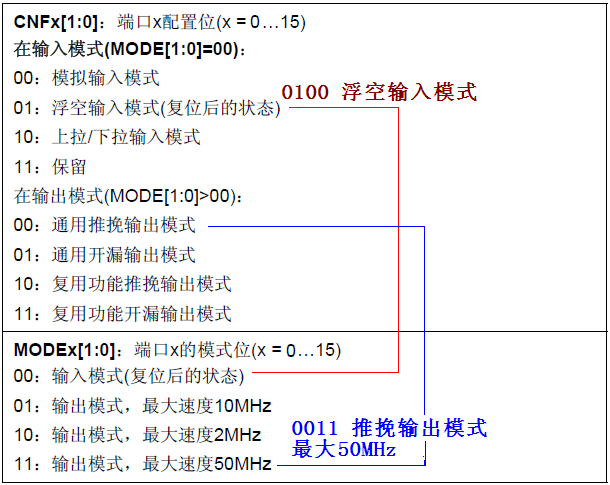 CNFx[1:0]：端口x配置位(x = 0…15)
在输入模式(MODE[1:0]=00)：
00：模拟输入模式
01：浮空输入模式(复位后的状态)
0100 浮空输入模式
10：上拉/下拉输入模式
11：保留
在输出模式(MODE[1:0]>00)：
00：通用推挽输出模式
01：通用开漏输出模式
10：复用功能推挽输出模式
11：复用功能开漏输出模式
MODEx[1:0]：端口x的模式位(x = 0…15)
00：输入模式(复位后的状态)
01：输出模式，最大速度10MHz
10：输出模式，最大速度2MHz
11：输出模式，最大速度50MHz
0011 推挽输出模式
最大50MHz